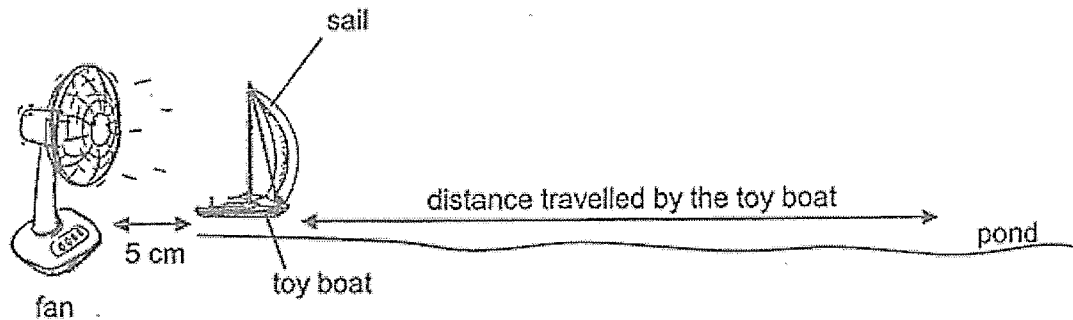 sail
distance travelled by the toy boat
pond
5 cm
toy boat
fan